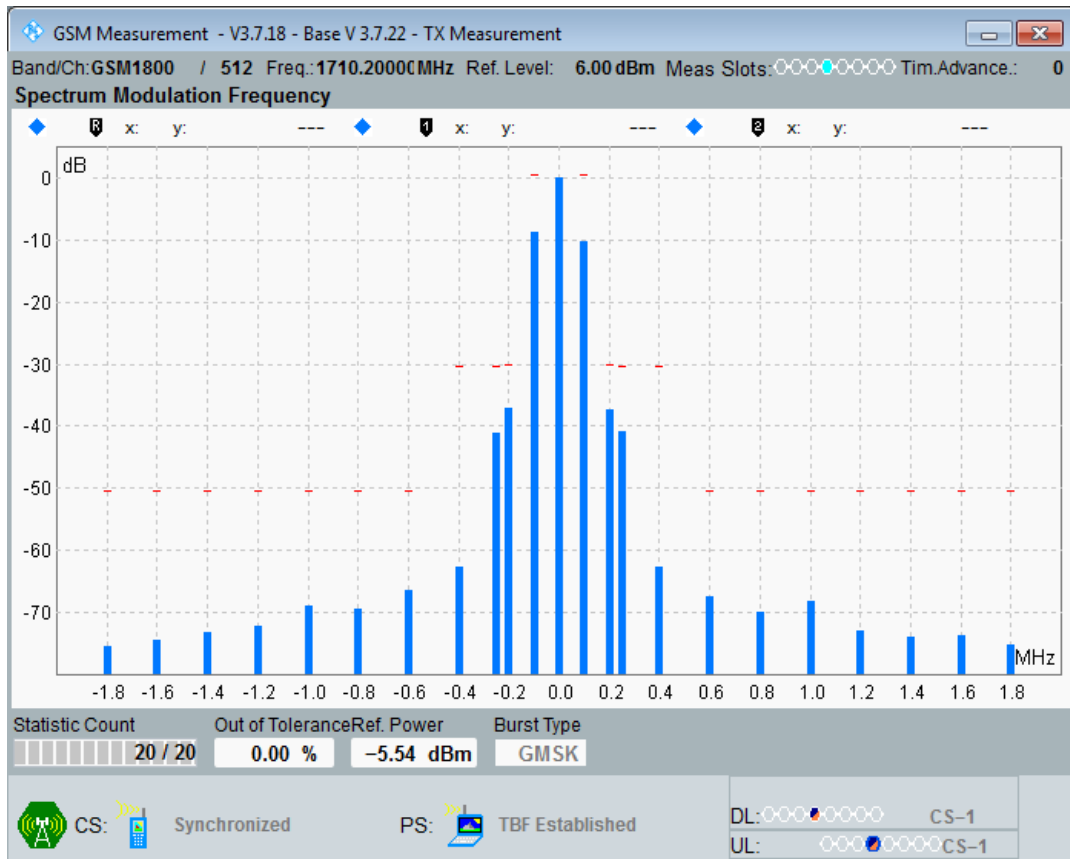 GSM Measurement - V3.7.18 - Base V 3.7.22 - TX Measurement
Band/Ch:GSM1800 / 512 Freq.:1710.20000MHz Ref. Level: 6.00 dBm Meas Slots: Tim.Advance.: 0
Spectrum Modulation Frequency
R x: y: --- 1 x: y: --- 2 x: y: ---
dB
0
-10
-20
-30
-40
-50
-60
-70
MHz
-1.8 -1.6 -1.4 -1.2 -1.0 -0.8 -0.6 -0.4 -0.2 0.0 0.2 0.4 0.6 0.8 1.0 1.2 1.4 1.6 1.8
Statistic Count Out of Tolerance Ref. Power Burst Type
20 / 20 0.00 % −5.54 dBm GMSK
CS: Synchronized PS: TBF Established
DL: CS−1
UL: CS−1